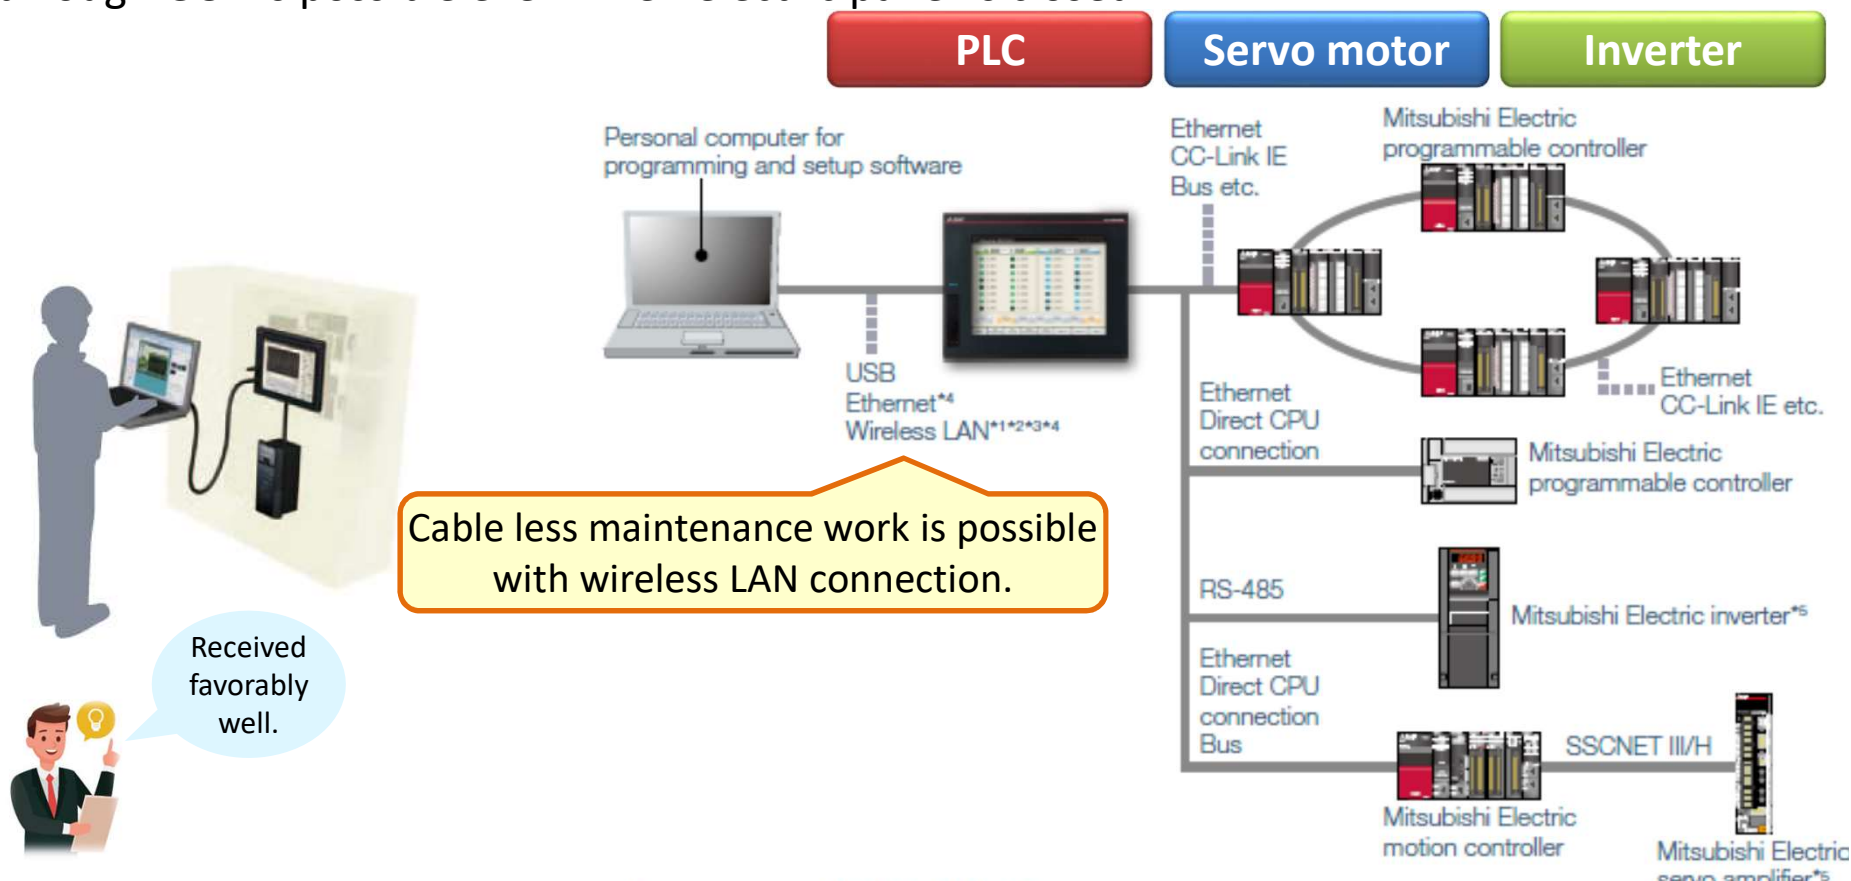 PLC
Servo motor
Inverter
Personal computer for
programming and setup software
Ethernet
CC-Link IE
Bus etc.
Mitsubishi Electric
programmable controller
USB
Ethernet*4
Wireless LAN*1*2*3*4
Ethernet
CC-Link IE etc.
Ethernet
Direct CPU
connection
Mitsubishi Electric
programmable controller
Cable less maintenance work is possible
with wireless LAN connection.
RS-485
Mitsubishi Electric inverter*5
Received
favorably
well.
Ethernet
Direct CPU
connection
Bus
SSCNET III/H
Mitsubishi Electric
motion controller
Mitsubishi Electric
servo amplifier*5